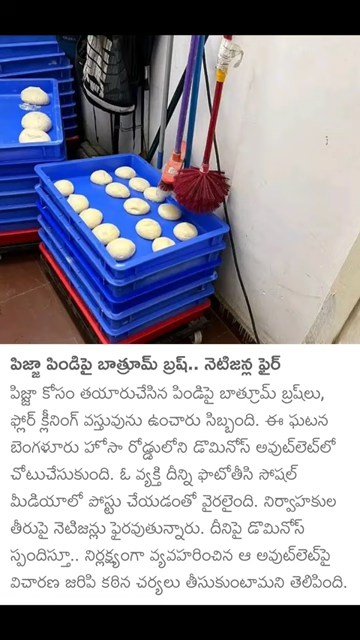 పిజ్జా పిండిపై బాత్రూమ్ బ్రష్.. నెటిజన్ల ఫైర్
పిజ్జా కోసం తయారుచేసిన పిండిపై బాత్రూమ్ బ్రష్‌లు,
ఫ్లోర్ క్లీనింగ్ వస్తువును ఉంచారు సిబ్బంది. ఈ ఘటన
బెంగళూరు హోసా రోడ్డులోని డొమినోస్ అవుట్‌లెట్‌లో
చోటుచేసుకుంది. ఓ వ్యక్తి దీన్ని ఫొటోతీసి సోషల్
మీడియాలో పోస్టు చేయడంతో వైరలైంది. నిర్వాహకుల
తీరుపై నెటిజన్లు ఫైరవుతున్నారు. దీనిపై డొమినోస్
స్పందిస్తూ.. నిర్లక్ష్యంగా వ్యవహరించిన ఆ అవుట్‌లెట్‌పై
విచారణ జరిపి కఠిన చర్యలు తీసుకుంటామని తెలిపింది.